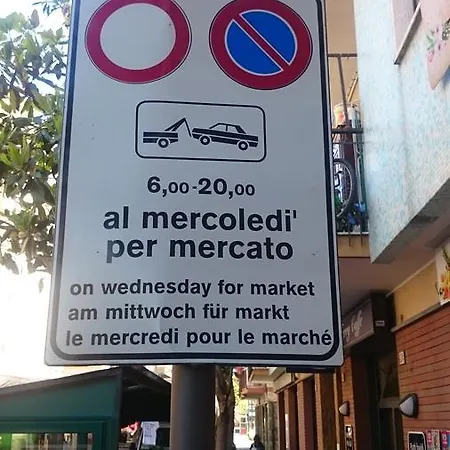 6,00-20,00
al mercoledi'
per mercato
on wednesday for market
am mittwoch für markt
le mercredi pour le marché